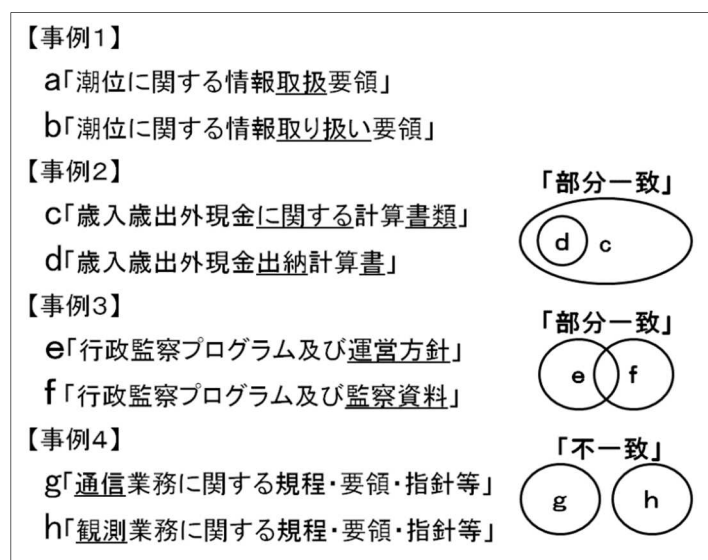 【事例1】
a「潮位に関する情報取扱要領」
b「潮位に関する情報取り扱い要領」
【事例2】
「部分一致」
c「歳入歳出外現金に関する計算書類」
d c
d「歳入歳出外現金出納計算書」
【事例3】
「部分一致」
e「行政監察プログラム及び運営方針」
e f
f「行政監察プログラム及び監察資料」
【事例4】
「不一致」
g「通信業務に関する規程・要領・指針等」
g h
h「観測業務に関する規程・要領・指針等」